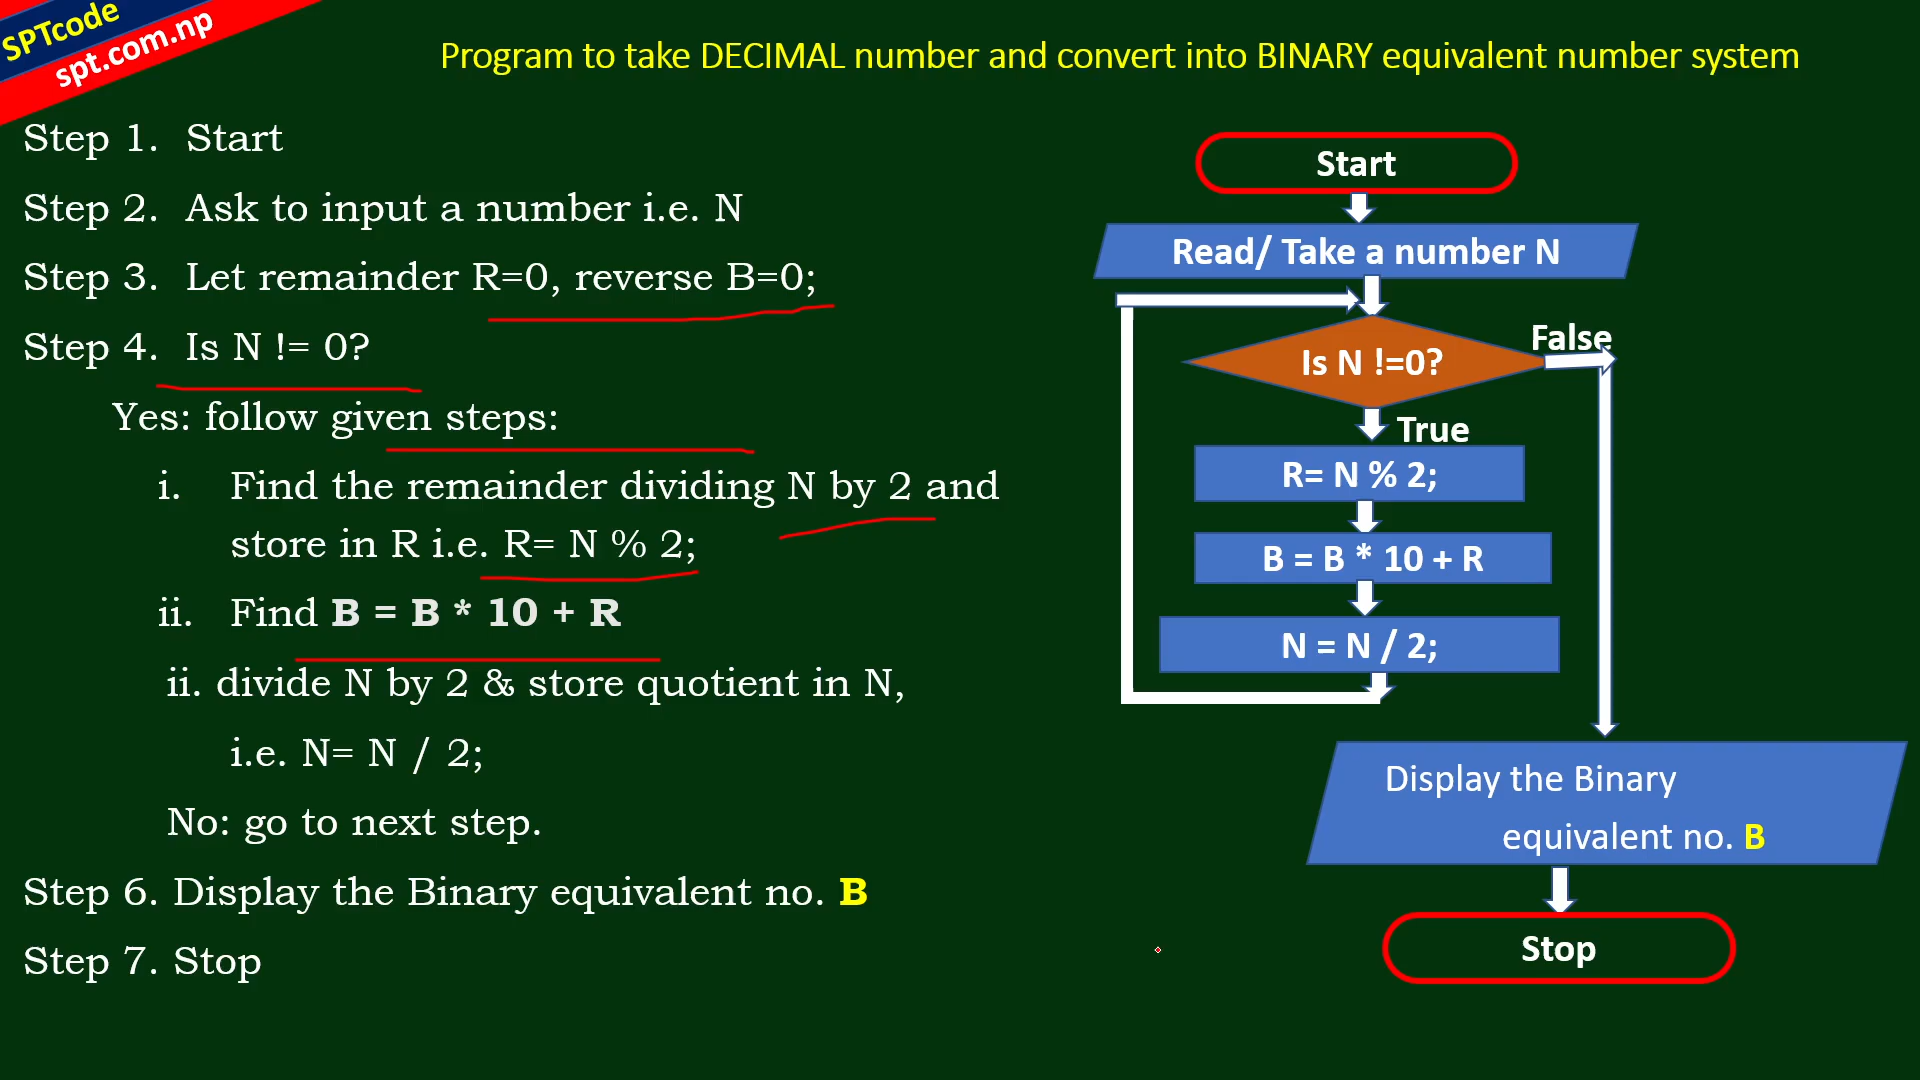 SPTcode
spt.com.np
Program to take DECIMAL number and convert into BINARY equivalent number system
Step 1. Start
Step 2. Ask to input a number i.e. N
Step 3. Let remainder R=0, reverse B=0;
Step 4. Is N != 0?
Yes: follow given steps:
i. Find the remainder dividing N by 2 and
store in R i.e. R= N % 2;
ii. Find B = B * 10 + R
ii. divide N by 2 & store quotient in N,
i.e. N= N / 2;
No: go to next step.
Step 6. Display the Binary equivalent no. B
Step 7. Stop
Start
Read/ Take a number N
Is N !=0?
False
True
R= N % 2;
B = B * 10 + R
N = N / 2;
Display the Binary
equivalent no. B
Stop